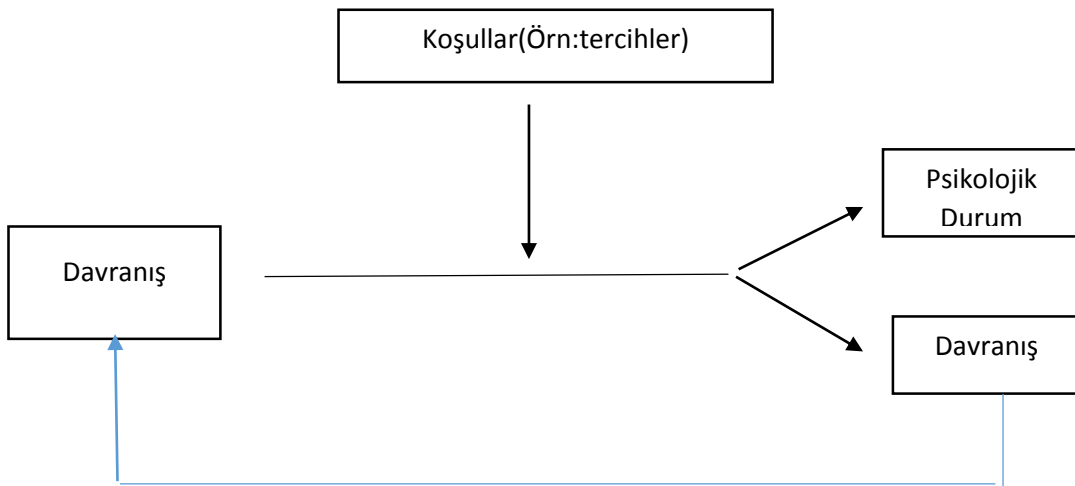 Koşullar(Örn:tercihler)
Psikolojik
Durum
Davranış
Davranış